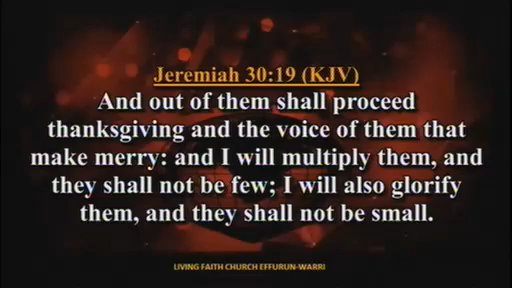 Jeremiah 30:19 (KJV)
And out of them shall proceed
thanksgiving and the voice of them that
make merry: and I will multiply them, and
they shall not be few; I will also glorify
them, and they shall not be small.
LIVING FAITH CHURCH EFFURUN-WARRI